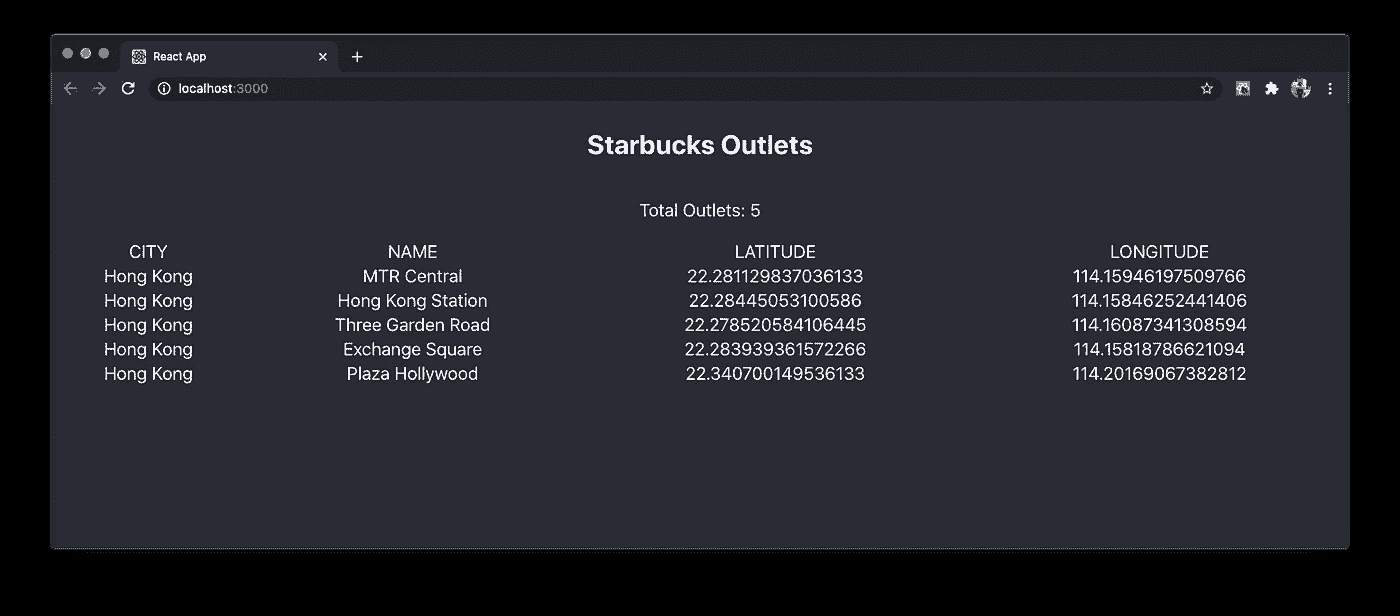 React App
localhost:3000
Starbucks Outlets
Total Outlets: 5
CITY NAME LATITUDE LONGITUDE
Hong Kong MTR Central 22.281129837036133 114.15946197509766
Hong Kong Hong Kong Station 22.28445053100586 114.15846252441406
Hong Kong Three Garden Road 22.278520584106445 114.16087341308594
Hong Kong Exchange Square 22.283939361572266 114.15818786621094
Hong Kong Plaza Hollywood 22.340700149536133 114.20169067382812